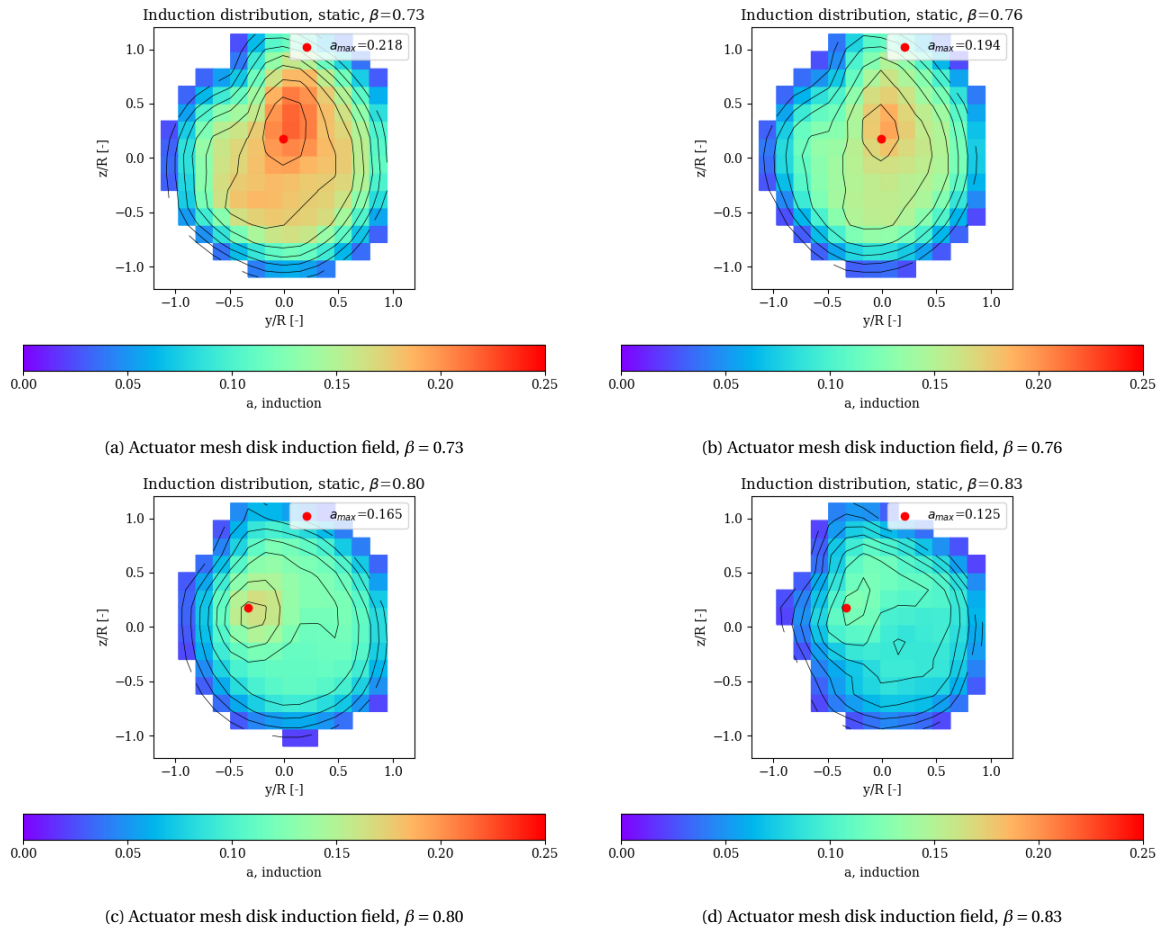 Induction distribution, static, β=0.73
a_max=0.218
1.0
0.5
0.0
−0.5
−1.0
z/R [-]
−1.0 −0.5 0.0 0.5 1.0
y/R [-]
0.00 0.05 0.10 0.15 0.20 0.25
a, induction
(a) Actuator mesh disk induction field, β = 0.73
Induction distribution, static, β=0.76
a_max=0.194
1.0
0.5
0.0
−0.5
−1.0
z/R [-]
−1.0 −0.5 0.0 0.5 1.0
y/R [-]
0.00 0.05 0.10 0.15 0.20 0.25
a, induction
(b) Actuator mesh disk induction field, β = 0.76
Induction distribution, static, β=0.80
a_max=0.165
1.0
0.5
0.0
−0.5
−1.0
z/R [-]
−1.0 −0.5 0.0 0.5 1.0
y/R [-]
0.00 0.05 0.10 0.15 0.20 0.25
a, induction
(c) Actuator mesh disk induction field, β = 0.80
Induction distribution, static, β=0.83
a_max=0.125
1.0
0.5
0.0
−0.5
−1.0
z/R [-]
−1.0 −0.5 0.0 0.5 1.0
y/R [-]
0.00 0.05 0.10 0.15 0.20 0.25
a, induction
(d) Actuator mesh disk induction field, β = 0.83